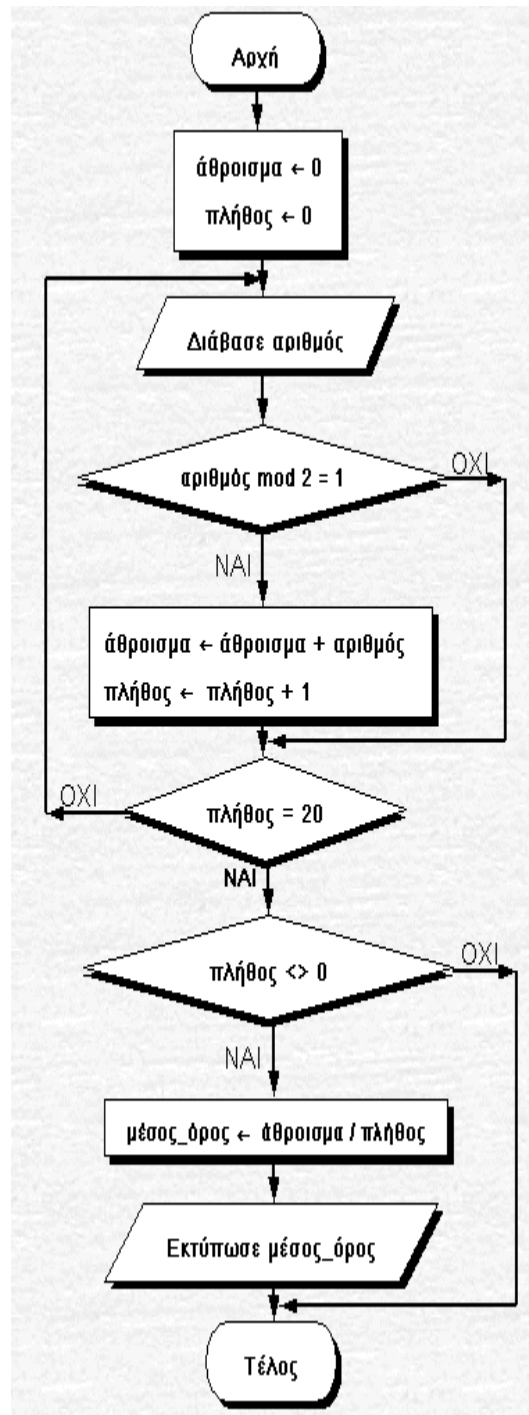 Αρχή
άθροισμα ← 0
πλήθος ← 0
Διάβασε αριθμός
αριθμός mod 2 = 1
ΟΧΙ
ΝΑΙ
άθροισμα ← άθροισμα + αριθμός
πλήθος ← πλήθος + 1
ΟΧΙ
πλήθος = 20
ΝΑΙ
πλήθος <> 0
ΟΧΙ
ΝΑΙ
μέσος_όρος ← άθροισμα / πλήθος
Εκτύπωσε μέσος_όρος
Τέλος